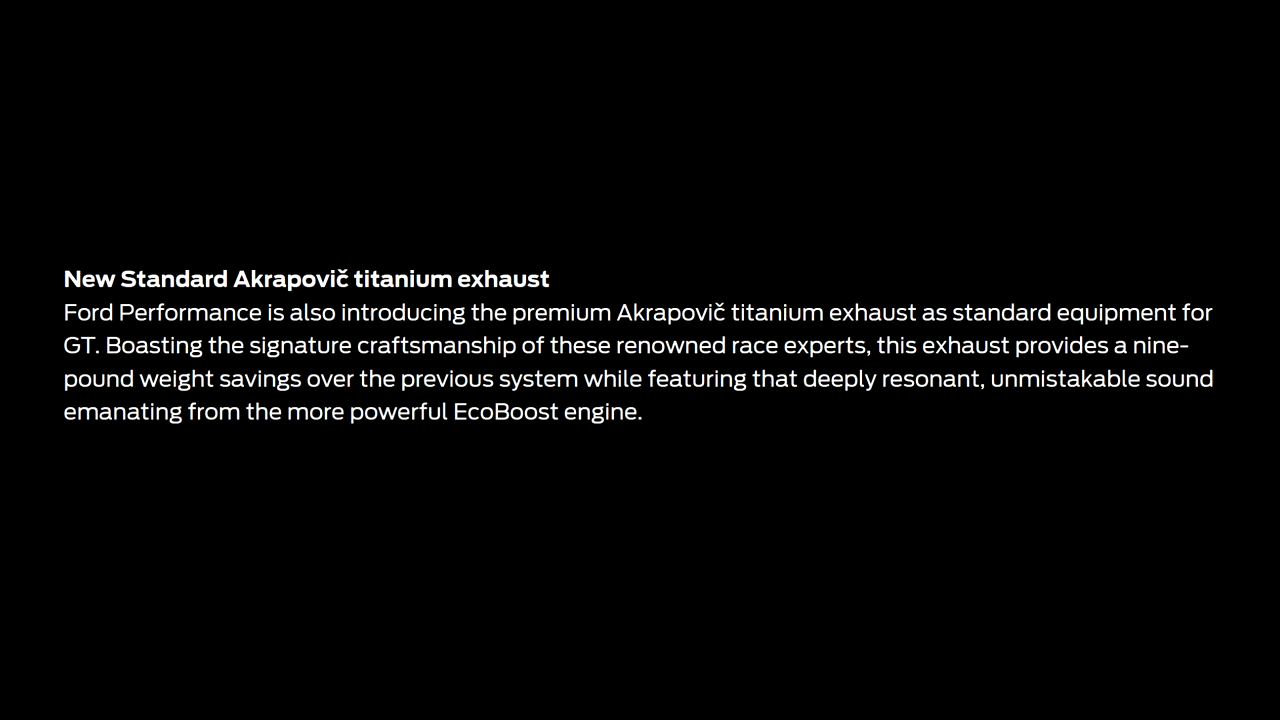 New Standard Akrapovič titanium exhaust
Ford Performance is also introducing the premium Akrapovič titanium exhaust as standard equipment for
GT. Boasting the signature craftsmanship of these renowned race experts, this exhaust provides a nine-
pound weight savings over the previous system while featuring that deeply resonant, unmistakable sound
emanating from the more powerful EcoBoost engine.